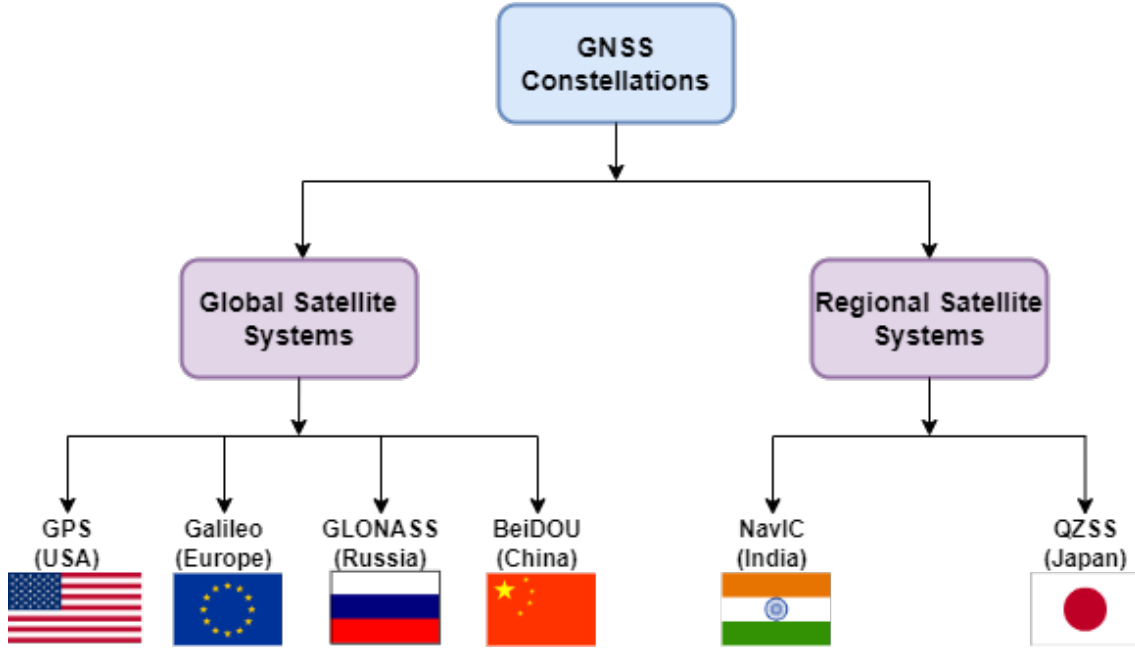 GNSS
Constellations
Global Satellite
Systems
Regional Satellite
Systems
GPS
(USA)
Galileo
(Europe)
GLONASS
(Russia)
BeiDOU
(China)
NavIC
(India)
QZSS
(Japan)